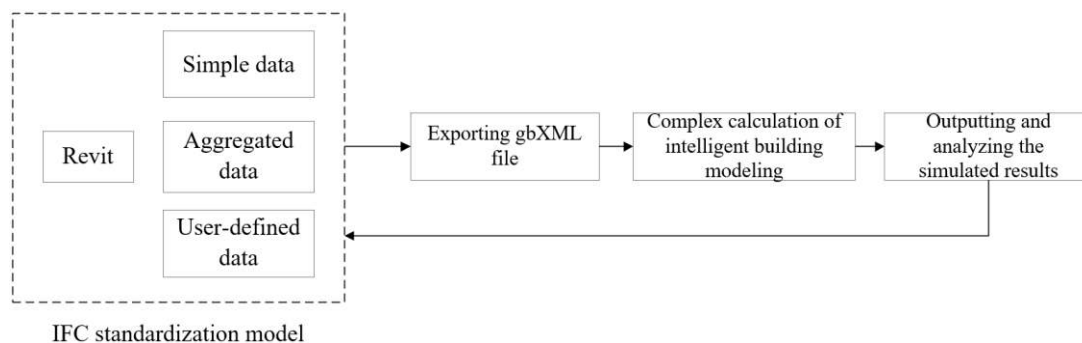 Simple data
Revit
Aggregated
data
User-defined
data
Exporting gbXML
file
Complex calculation of
intelligent building
modeling
Outputting and
analyzing the
simulated results
IFC standardization model